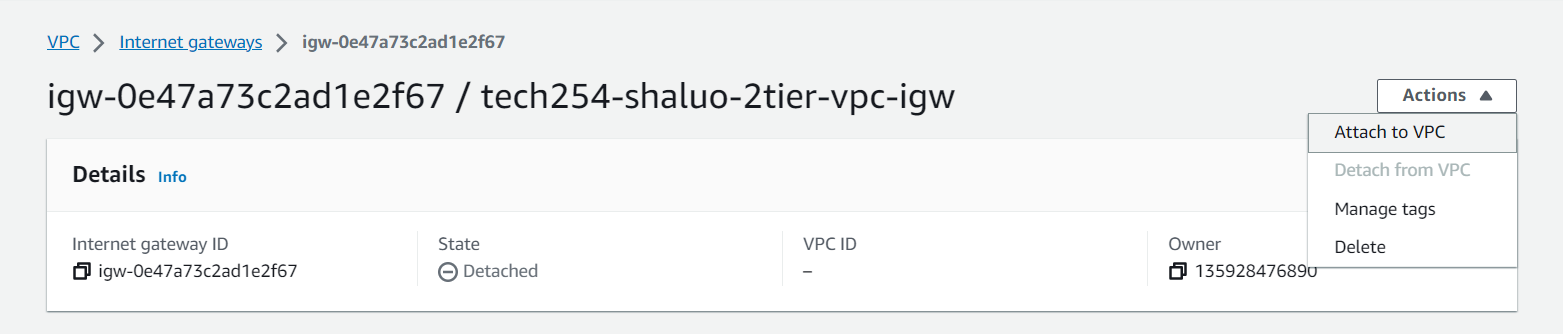 VPC > Internet gateways > igw-0e47a73c2ad1e2f67
igw-0e47a73c2ad1e2f67 / tech254-shaluo-2tier-vpc-igw
Actions
Attach to VPC
Detach from VPC
Manage tags
Delete
Details Info
Internet gateway ID
igw-0e47a73c2ad1e2f67
State
Detached
VPC ID
–
Owner
135928476890